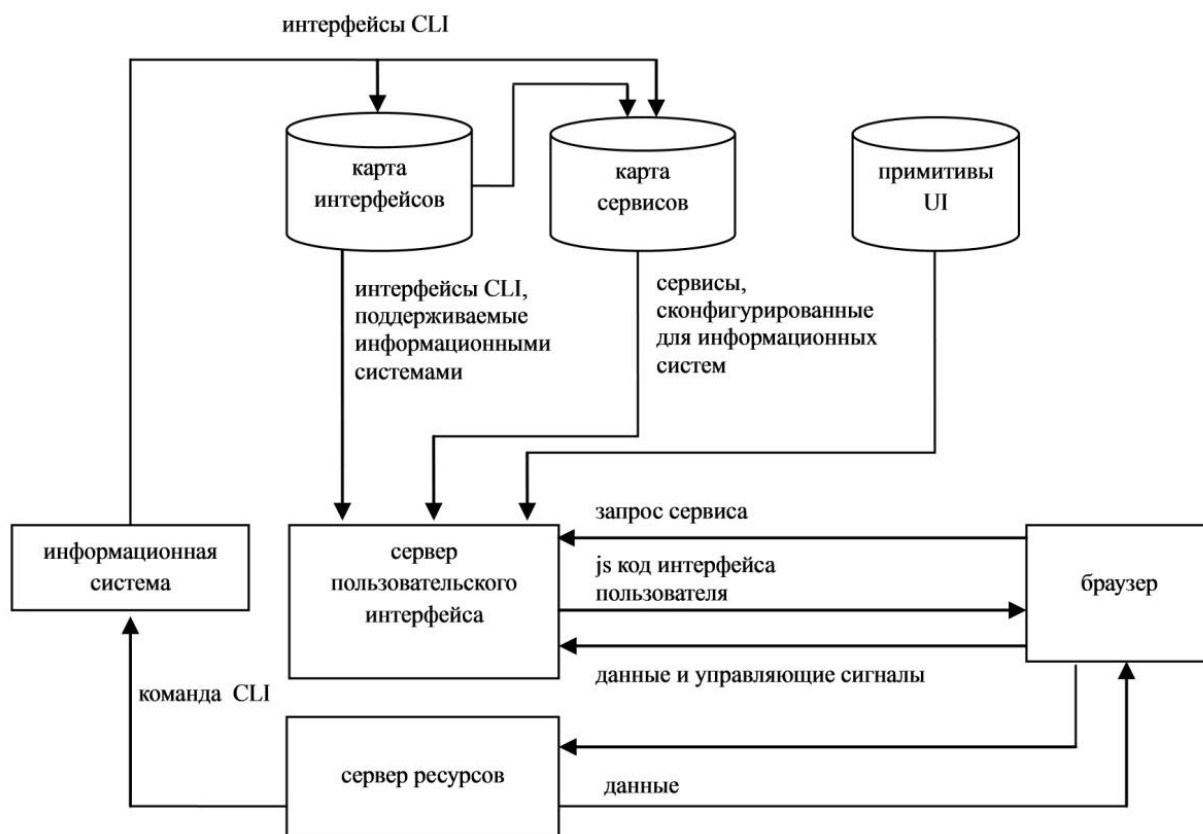 интерфейсы CLI
карта
интерфейсов
карта
сервисов
примитивы
UI
интерфейсы CLI,
поддерживаемые
информационными
системами
сервисы,
сконфигурированные
для информационных
систем
информационная
система
сервер
пользовательского
интерфейса
запрос сервиса
js код интерфейса
пользователя
браузер
данные и управляющие сигналы
команда CLI
сервер ресурсов
данные